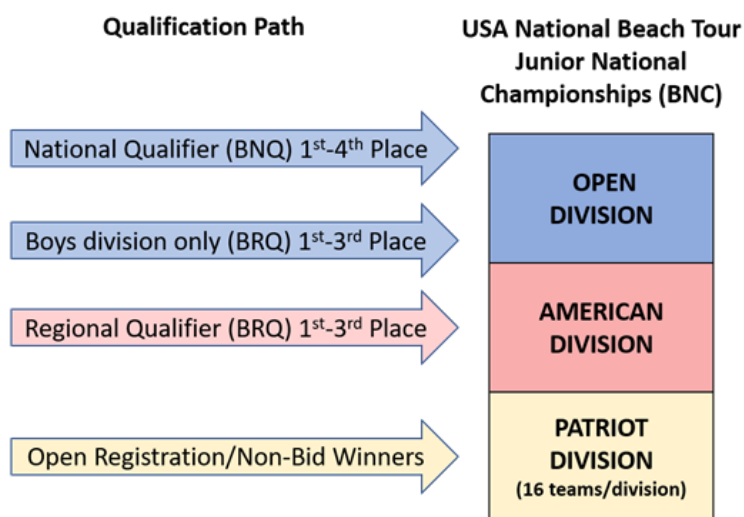 Qualification Path
USA National Beach Tour
Junior National
Championships (BNC)
National Qualifier (BNQ) 1st-4th Place
Boys division only (BRQ) 1st-3rd Place
Regional Qualifier (BRQ) 1st-3rd Place
Open Registration/Non-Bid Winners
OPEN
DIVISION
AMERICAN
DIVISION
PATRIOT
DIVISION
(16 teams/division)